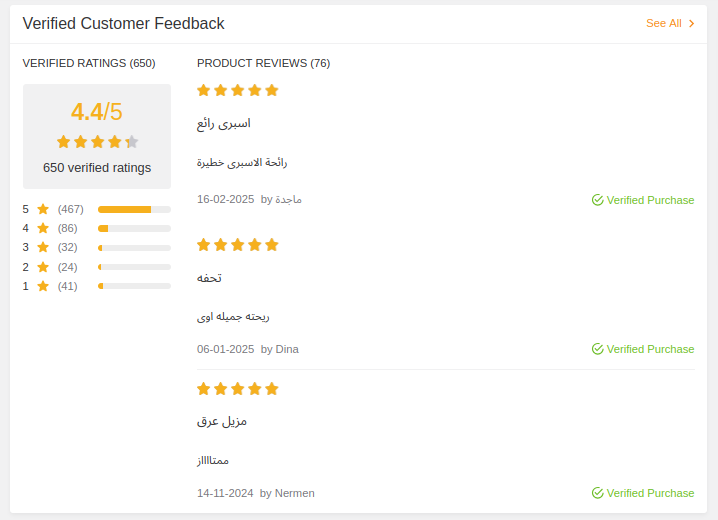 Verified Customer Feedback
See All
VERIFIED RATINGS (650)
4.4/5
650 verified ratings
5 (467)
4 (86)
3 (32)
2 (24)
1 (41)
PRODUCT REVIEWS (76)
اسبرى رائع
رائحة الاسبرى خطيرة
16-02-2025 by ماجدة
Verified Purchase
تحفه
ريحته جميله اوى
06-01-2025 by Dina
Verified Purchase
مزيل عرق
ممتااااز
14-11-2024 by Nermen
Verified Purchase